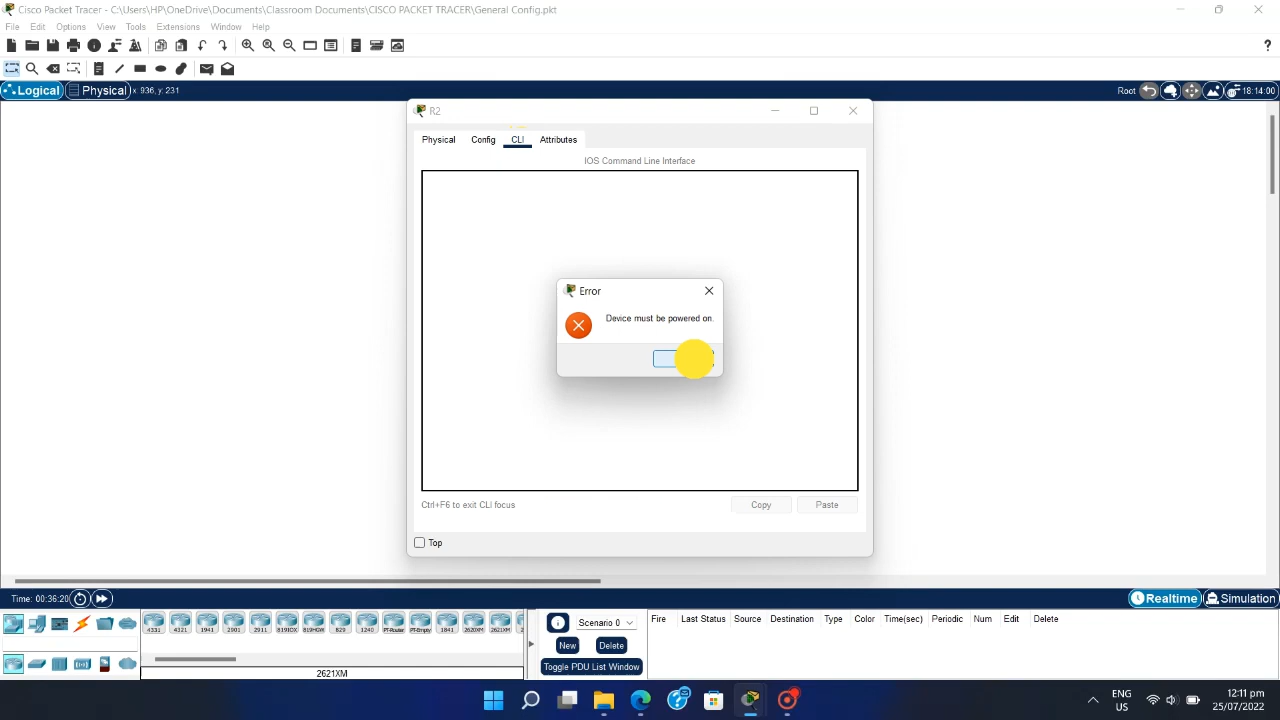 Cisco Packet Tracer - C:\Users\HP\OneDrive\Documents\Classroom Documents\CISCO PACKET TRACER\General Config.pkt
File Edit Options View Tools Extensions Window Help
?
Logical Physical x: 936, y: 231 Root 18:14:00
R2
Physical Config CLI Attributes
IOS Command Line Interface
Error
Device must be powered on.
Ctrl+F6 to exit CLI focus Copy Paste
Top
Time: 00:36:20 Realtime Simulation
4331 4321 1941 2901 2911 819IOX 819HGW 829 1240 PT-Router PT-Empty 1841 2620XM 2621XM
2621XM
Scenario 0
New Delete
Toggle PDU List Window
Fire Last Status Source Destination Type Color Time(sec) Periodic Num Edit Delete
ENG
US
12:11 pm
25/07/2022